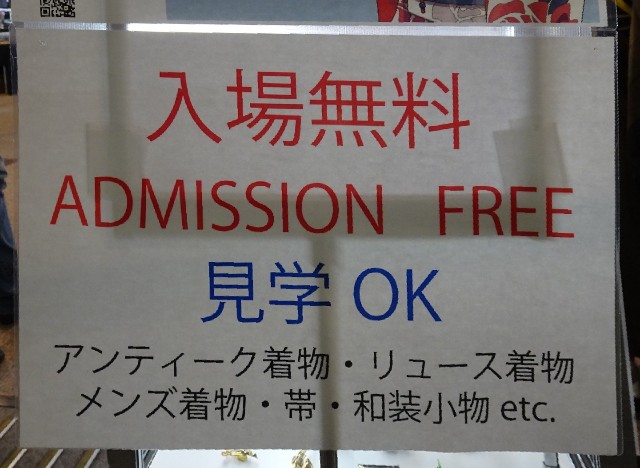 入場無料
ADMISSION FREE
見学 OK
アンティーク着物・リュース着物
メンズ着物・帯・和装小物 etc.